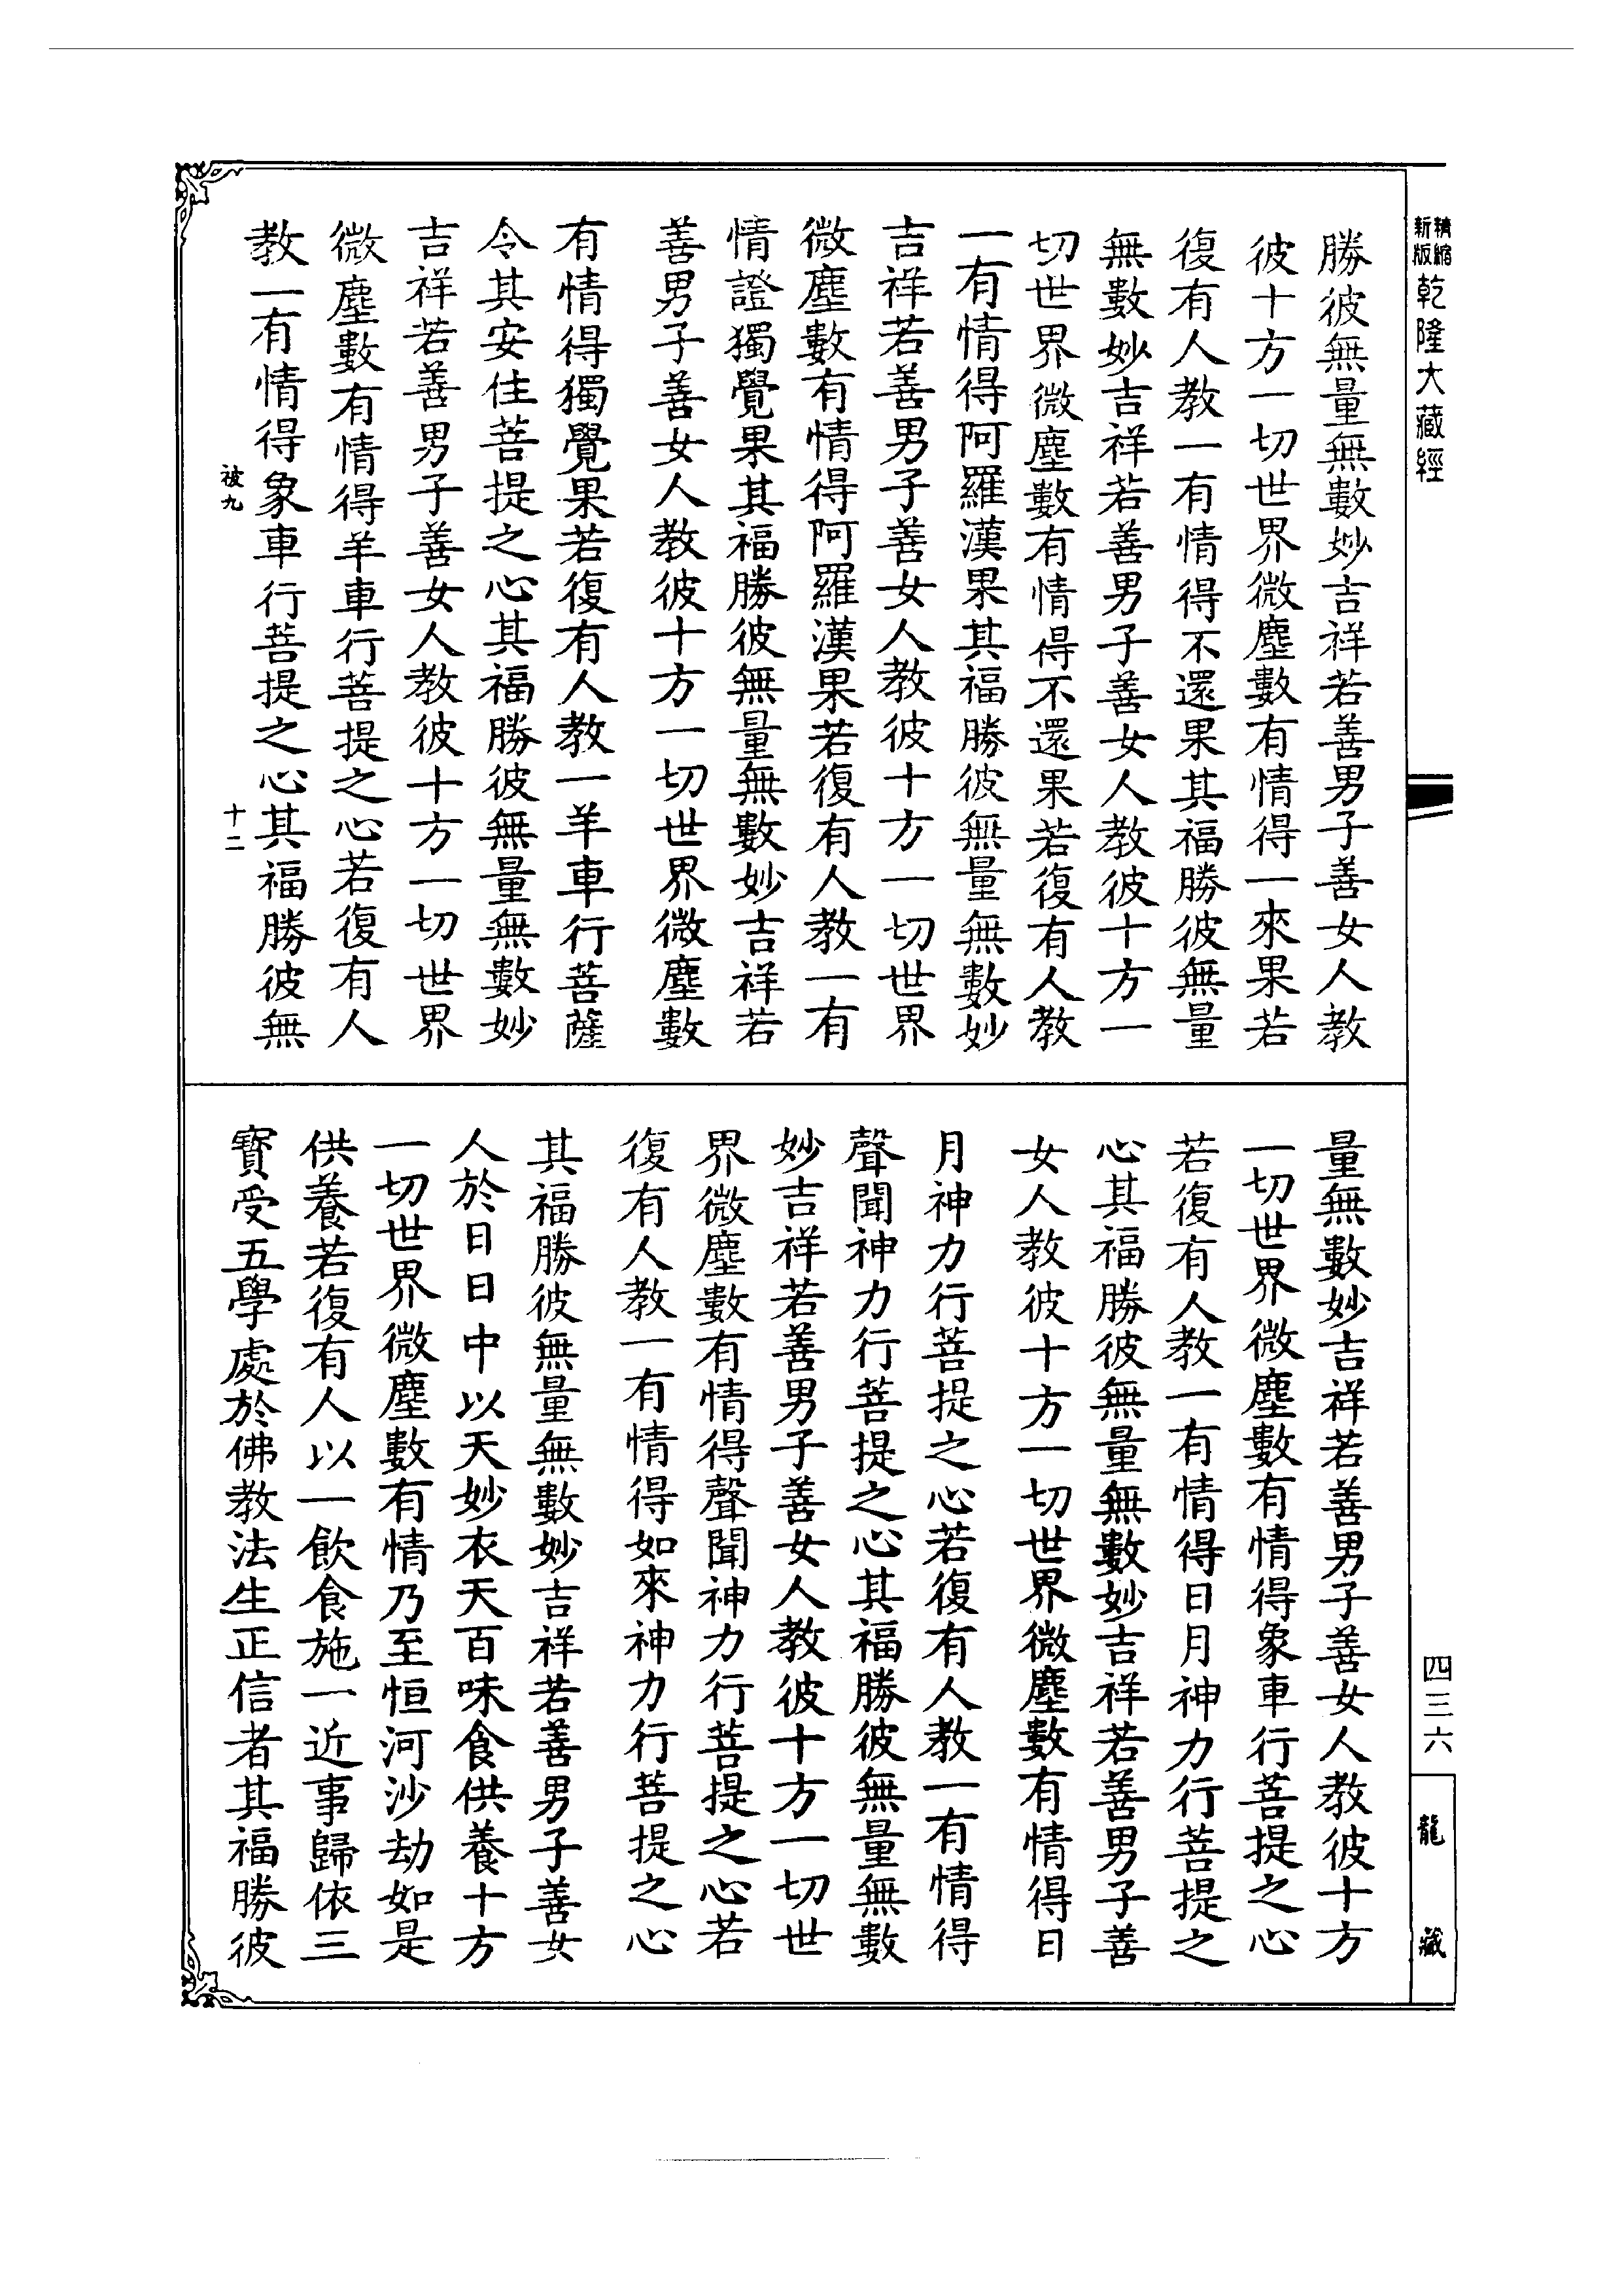 精縮新版乾隆大藏經
勝彼無量無數妙吉祥若善男子善女人教
彼十方一切世界微塵數有情得一來果若
復有人教一有情得不還果其福勝彼無量
無數妙吉祥若善男子善女人教彼十方一
切世界微塵數有情得不還果若復有人教
一有情得阿羅漢果其福勝彼無量無數妙
吉祥若善男子善女人教彼十方一切世界
微塵數有情得阿羅漢果若復有人教一有
情證獨覺果其福勝彼無量無數妙吉祥若
善男子善女人教彼十方一切世界微塵數
有情得獨覺果若復有人教一羊車行菩薩
令其安住菩提之心其福勝彼無量無數妙
吉祥若善男子善女人教彼十方一切世界
微塵數有情得羊車行菩提之心若復有人
教一有情得象車行菩提之心其福勝彼無
被九 十二
量無數妙吉祥若善男子善女人教彼十方
一切世界微塵數有情得象車行菩提之心
若復有人教一有情得日月神力行菩提之
心其福勝彼無量無數妙吉祥若善男子善
女人教彼十方一切世界微塵數有情得日
月神力行菩提之心若復有人教一有情得
聲聞神力行菩提之心其福勝彼無量無數
妙吉祥若善男子善女人教彼十方一切世
界微塵數有情得聲聞神力行菩提之心若
復有人教一有情得如來神力行菩提之心
其福勝彼無量無數妙吉祥若善男子善女
人於日日中以天妙衣天百味食供養十方
一切世界微塵數有情乃至恒河沙劫如是
供養若復有人以一飲食施一近事歸依三
寶受五學處於佛教法生正信者其福勝彼
四三六
龍藏